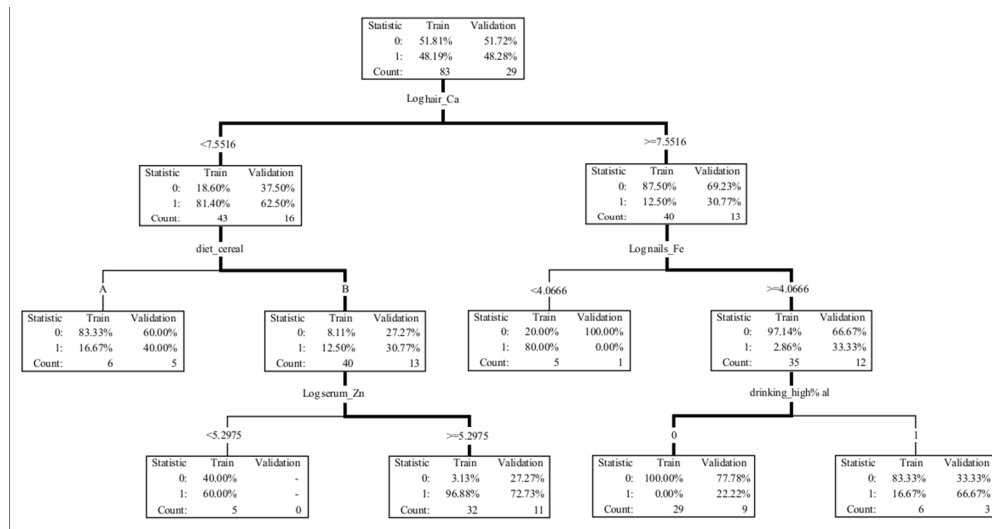 Statistic Train Validation
0: 51.81% 51.72%
1: 48.19% 48.28%
Count: 83 29
Loghair_Ca
<7.5516 >=7.5516
Statistic Train Validation
0: 18.60% 37.50%
1: 81.40% 62.50%
Count: 43 16
Statistic Train Validation
0: 87.50% 69.23%
1: 12.50% 30.77%
Count: 40 13
diet_cereal Lognails_Fe
A B <4.0666 >=4.0666
Statistic Train Validation
0: 83.33% 60.00%
1: 16.67% 40.00%
Count: 6 5
Statistic Train Validation
0: 8.11% 27.27%
1: 12.50% 30.77%
Count: 40 13
Statistic Train Validation
0: 20.00% 100.00%
1: 80.00% 0.00%
Count: 5 1
Statistic Train Validation
0: 97.14% 66.67%
1: 2.86% 33.33%
Count: 35 12
Logserum_Zn drinking_high% al
<5.2975 >=5.2975 0 1
Statistic Train Validation
0: 40.00% -
1: 60.00% -
Count: 5 0
Statistic Train Validation
0: 3.13% 27.27%
1: 96.88% 72.73%
Count: 32 11
Statistic Train Validation
0: 100.00% 77.78%
1: 0.00% 22.22%
Count: 29 9
Statistic Train Validation
0: 83.33% 33.33%
1: 16.67% 66.67%
Count: 6 3